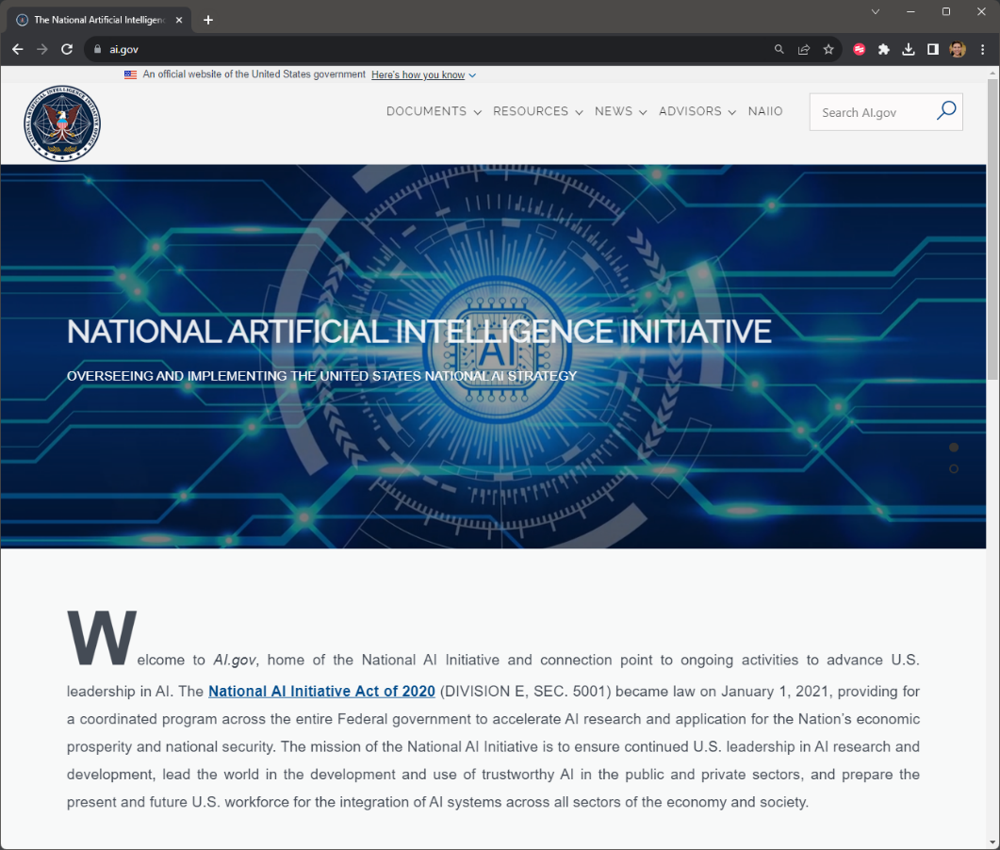 The National Artificial Intelligenc
ai.gov
An official website of the United States government Here's how you know
NATIONAL ARTIFICIAL INTELLIGENCE INITIATIVE OFFICE
DOCUMENTS RESOURCES NEWS ADVISORS NAIIO
Search AI.gov
AI
NATIONAL ARTIFICIAL INTELLIGENCE INITIATIVE
OVERSEEING AND IMPLEMENTING THE UNITED STATES NATIONAL AI STRATEGY
Welcome to AI.gov, home of the National AI Initiative and connection point to ongoing activities to advance U.S.
leadership in AI. The National AI Initiative Act of 2020 (DIVISION E, SEC. 5001) became law on January 1, 2021, providing for
a coordinated program across the entire Federal government to accelerate AI research and application for the Nation's economic
prosperity and national security. The mission of the National AI Initiative is to ensure continued U.S. leadership in AI research and
development, lead the world in the development and use of trustworthy AI in the public and private sectors, and prepare the
present and future U.S. workforce for the integration of AI systems across all sectors of the economy and society.